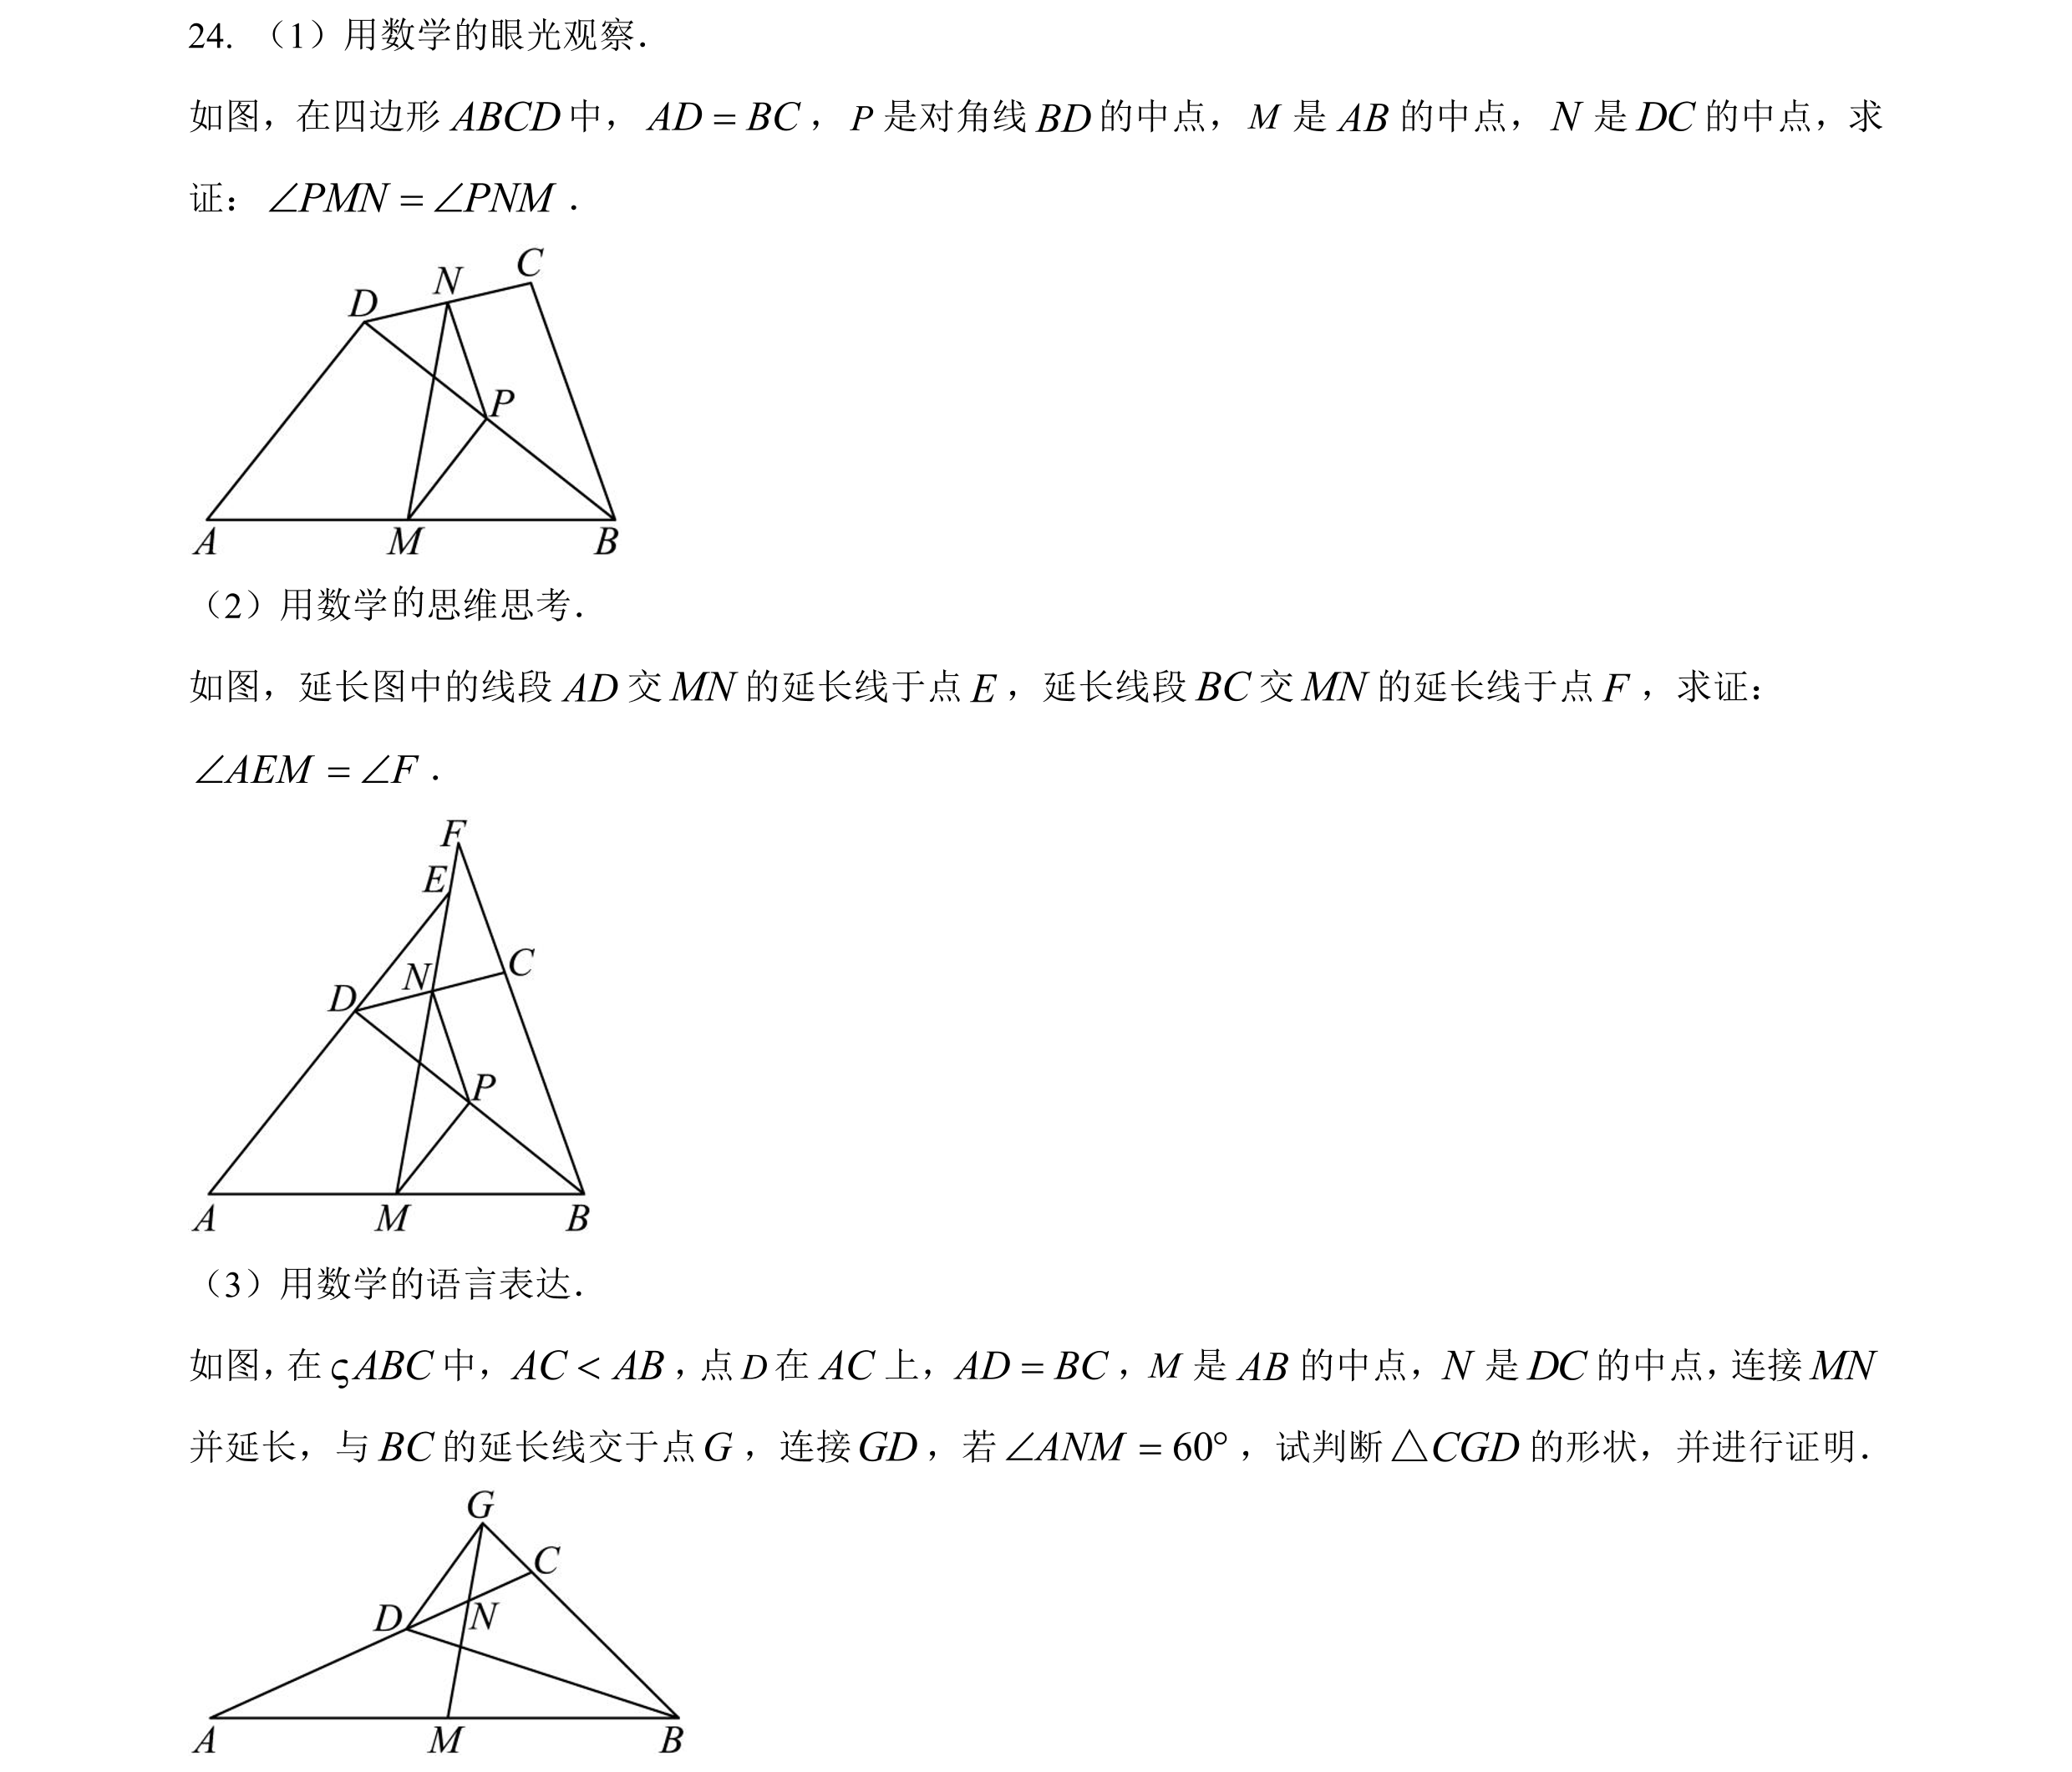 24. （1）用数学的眼光观察．
如图，在四边形 ABCD 中， AD = BC ， P 是对角线 BD 的中点， M 是 AB 的中点， N 是 DC 的中点，求
证： ∠PMN = ∠PNM ．
D
N
C
P
A
M
B
（2）用数学的思维思考．
如图，延长图中的线段 AD 交 MN 的延长线于点 E ，延长线段 BC 交 MN 的延长线于点 F ，求证：
∠AEM = ∠F ．
F
E
N
C
D
P
A
M
B
（3）用数学的语言表达．
如图，在 ςABC 中， AC < AB ，点 D 在 AC 上， AD = BC ， M 是 AB 的中点， N 是 DC 的中点，连接 MN
并延长，与 BC 的延长线交于点 G ，连接 GD ，若 ∠ANM = 60° ，试判断 △CGD 的形状，并进行证明．
G
C
D
N
A
M
B